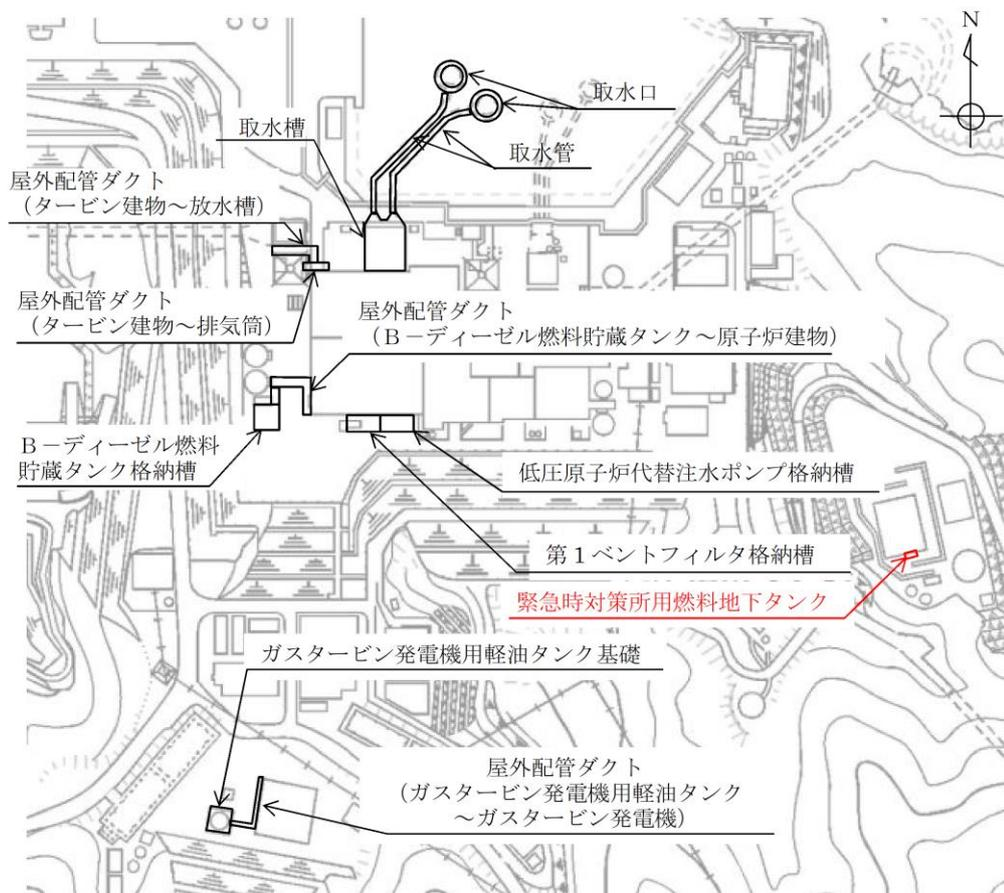 N
取水口
取水槽
取水管
屋外配管ダクト
(タービン建物～放水槽)
屋外配管ダクト
(タービン建物～排気筒)
屋外配管ダクト
(B－ディーゼル燃料貯蔵タンク～原子炉建物)
B－ディーゼル燃料
貯蔵タンク格納槽
低圧原子炉代替注水ポンプ格納槽
第1ベントフィルタ格納槽
緊急時対策所用燃料地下タンク
ガスタービン発電機用軽油タンク基礎
屋外配管ダクト
(ガスタービン発電機用軽油タンク
～ガスタービン発電機)